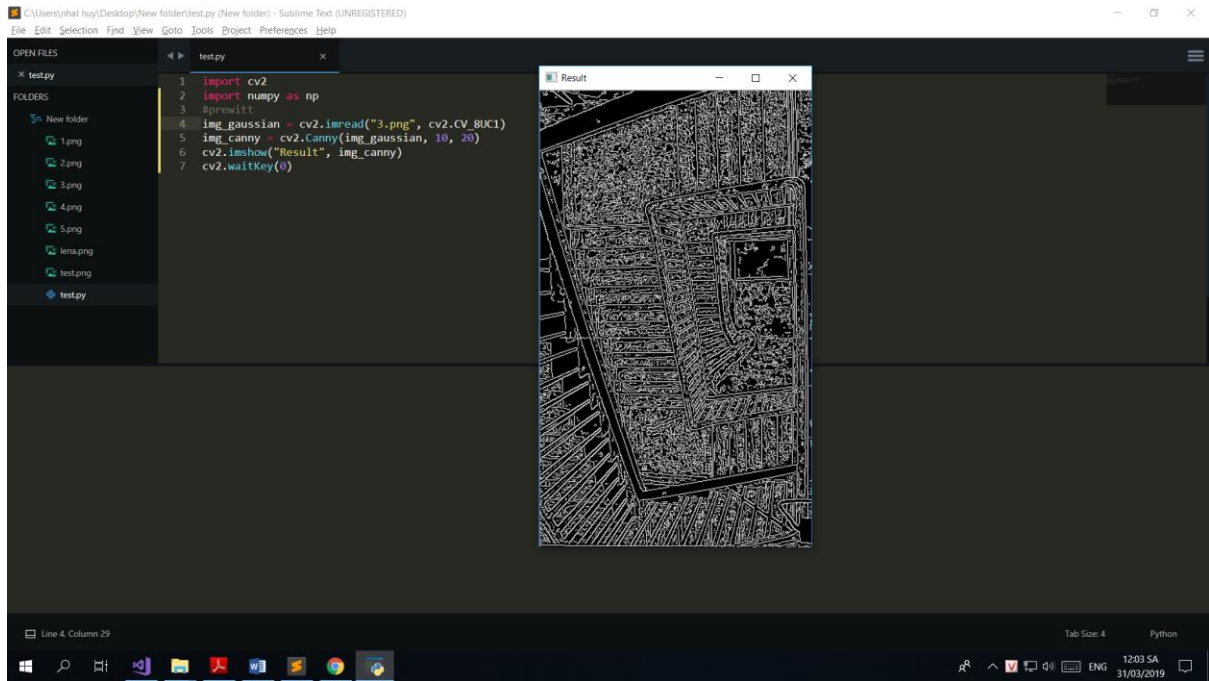 C:\Users\nhat huy\Desktop\New folder\test.py (New folder) - Sublime Text (UNREGISTERED)
File Edit Selection Find View Goto Tools Project Preferences Help
OPEN FILES
test.py
FOLDERS
New folder
1.png
2.png
3.png
4.png
5.png
lena.png
test.png
test.py
test.py
1 import cv2
2 import numpy as np
3 #prewitt
4 img_gaussian = cv2.imread("3.png", cv2.CV_8UC1)
5 img_canny = cv2.Canny(img_gaussian, 10, 20)
6 cv2.imshow("Result", img_canny)
7 cv2.waitKey(0)
Result
Line 4, Column 29
Tab Size: 4 Python
ENG
12:03 SA
31/03/2019